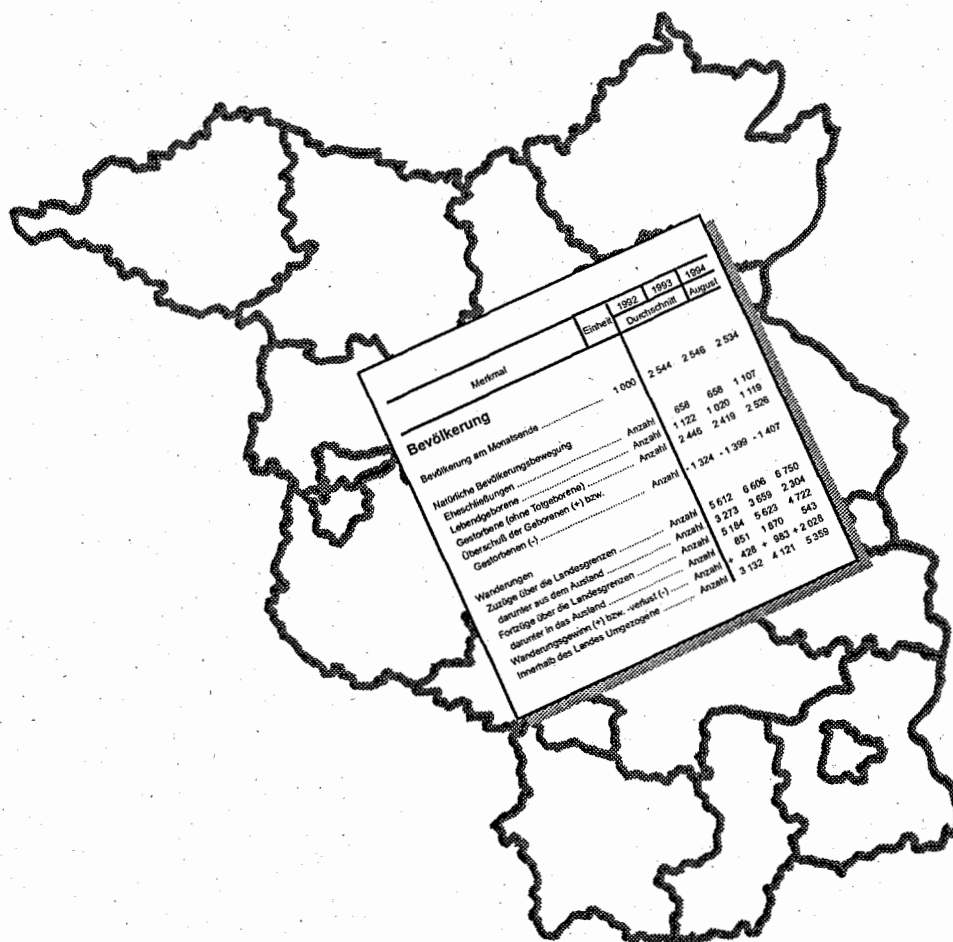 Merkmal Einheit 1992 1993 1994
Durchschnitt August
Bevölkerung
Bevölkerung am Monatsende 1 000 2 544 2 546 2 534
Natürliche Bevölkerungsbewegung
Eheschließungen Anzahl 658 658 1 107
Lebendgeborene Anzahl 1 122 1 020 1 119
Gestorbene (ohne Totgeborene) Anzahl 2 446 2 419 2 526
Überschuß der Geborenen (+) bzw.
Gestorbenen (-) Anzahl - 1 324 - 1 399 - 1 407
Wanderungen
Zuzüge über die Landesgrenzen Anzahl 5 612 6 606 6 750
darunter aus dem Ausland Anzahl 3 273 3 659 2 304
Fortzüge über die Landesgrenzen Anzahl 5 184 5 623 4 722
darunter in das Ausland Anzahl 851 1 870 543
Wanderungsgewinn (+) bzw. -verlust (-) Anzahl + 428 + 983 + 2 028
Innerhalb des Landes Umgezogene Anzahl 3 132 4 121 5 359